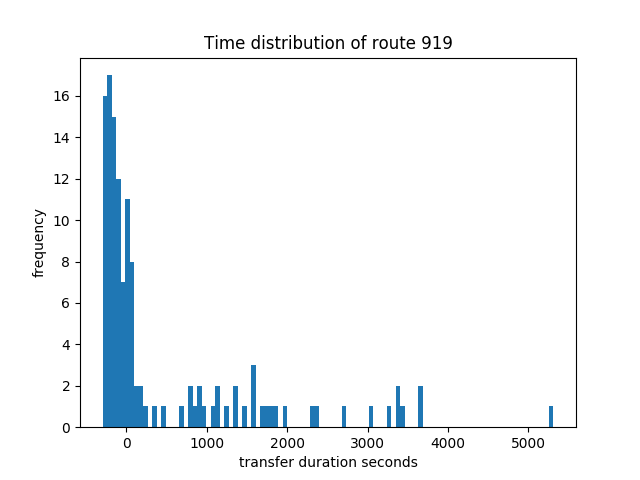 Time distribution of route 919
frequency
16
14
12
10
8
6
4
2
0
0 1000 2000 3000 4000 5000
transfer duration seconds